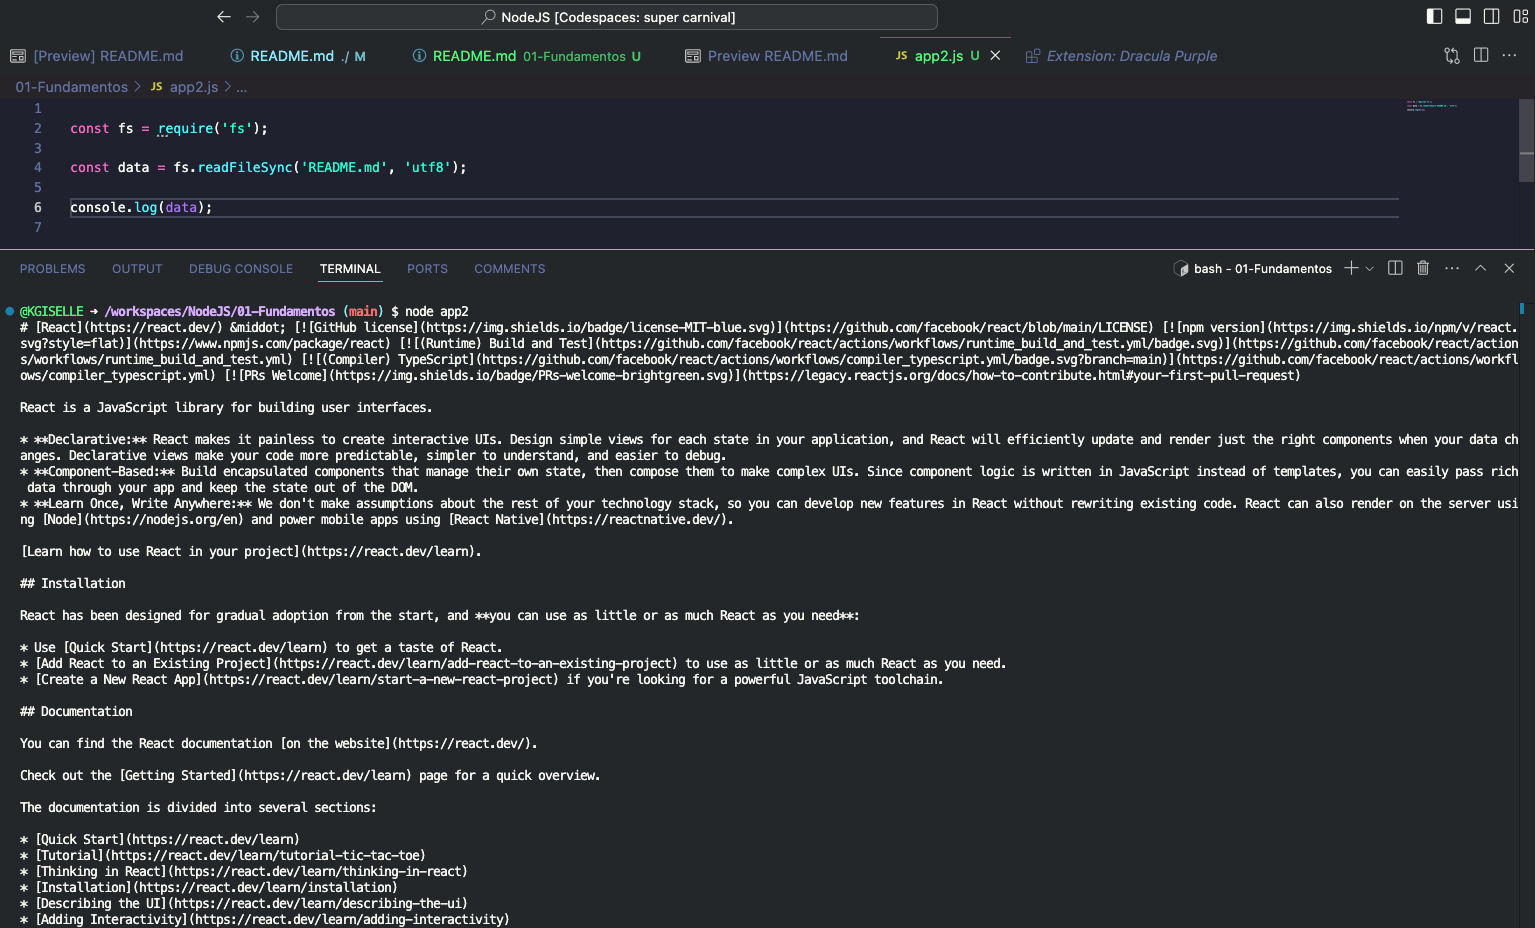 NodeJS [Codespaces: super carnival]
[Preview] README.md
README.md ./ M
README.md 01-Fundamentos U
Preview README.md
JS app2.js U
Extension: Dracula Purple
01-Fundamentos > JS app2.js > ...
1
2 const fs = require('fs');
3
4 const data = fs.readFileSync('README.md', 'utf8');
5
6 console.log(data);
7
PROBLEMS OUTPUT DEBUG CONSOLE TERMINAL PORTS COMMENTS
bash - 01-Fundamentos
@KGISELLE ➜ /workspaces/NodeJS/01-Fundamentos (main) $ node app2
# [React](https://react.dev/) &middot; [![GitHub license](https://img.shields.io/badge/license-MIT-blue.svg)](https://github.com/facebook/react/blob/main/LICENSE) [![npm version](https://img.shields.io/npm/v/react.
svg?style=flat)](https://www.npmjs.com/package/react) [![(Runtime) Build and Test](https://github.com/facebook/react/actions/workflows/runtime_build_and_test.yml/badge.svg)](https://github.com/facebook/react/action
s/workflows/runtime_build_and_test.yml) [![(Compiler) TypeScript](https://github.com/facebook/react/actions/workflows/compiler_typescript.yml/badge.svg?branch=main)](https://github.com/facebook/react/actions/workfl
ows/compiler_typescript.yml) [![PRs Welcome](https://img.shields.io/badge/PRs-welcome-brightgreen.svg)](https://legacy.reactjs.org/docs/how-to-contribute.html#your-first-pull-request)
React is a JavaScript library for building user interfaces.
* **Declarative:** React makes it painless to create interactive UIs. Design simple views for each state in your application, and React will efficiently update and render just the right components when your data ch
anges. Declarative views make your code more predictable, simpler to understand, and easier to debug.
* **Component-Based:** Build encapsulated components that manage their own state, then compose them to make complex UIs. Since component logic is written in JavaScript instead of templates, you can easily pass rich
data through your app and keep the state out of the DOM.
* **Learn Once, Write Anywhere:** We don't make assumptions about the rest of your technology stack, so you can develop new features in React without rewriting existing code. React can also render on the server usi
ng [Node](https://nodejs.org/en) and power mobile apps using [React Native](https://reactnative.dev/).
[Learn how to use React in your project](https://react.dev/learn).
## Installation
React has been designed for gradual adoption from the start, and **you can use as little or as much React as you need**:
* Use [Quick Start](https://react.dev/learn) to get a taste of React.
* [Add React to an Existing Project](https://react.dev/learn/add-react-to-an-existing-project) to use as little or as much React as you need.
* [Create a New React App](https://react.dev/learn/start-a-new-react-project) if you're looking for a powerful JavaScript toolchain.
## Documentation
You can find the React documentation [on the website](https://react.dev/).
Check out the [Getting Started](https://react.dev/learn) page for a quick overview.
The documentation is divided into several sections:
* [Quick Start](https://react.dev/learn)
* [Tutorial](https://react.dev/learn/tutorial-tic-tac-toe)
* [Thinking in React](https://react.dev/learn/thinking-in-react)
* [Installation](https://react.dev/learn/installation)
* [Describing the UI](https://react.dev/learn/describing-the-ui)
* [Adding Interactivity](https://react.dev/learn/adding-interactivity)